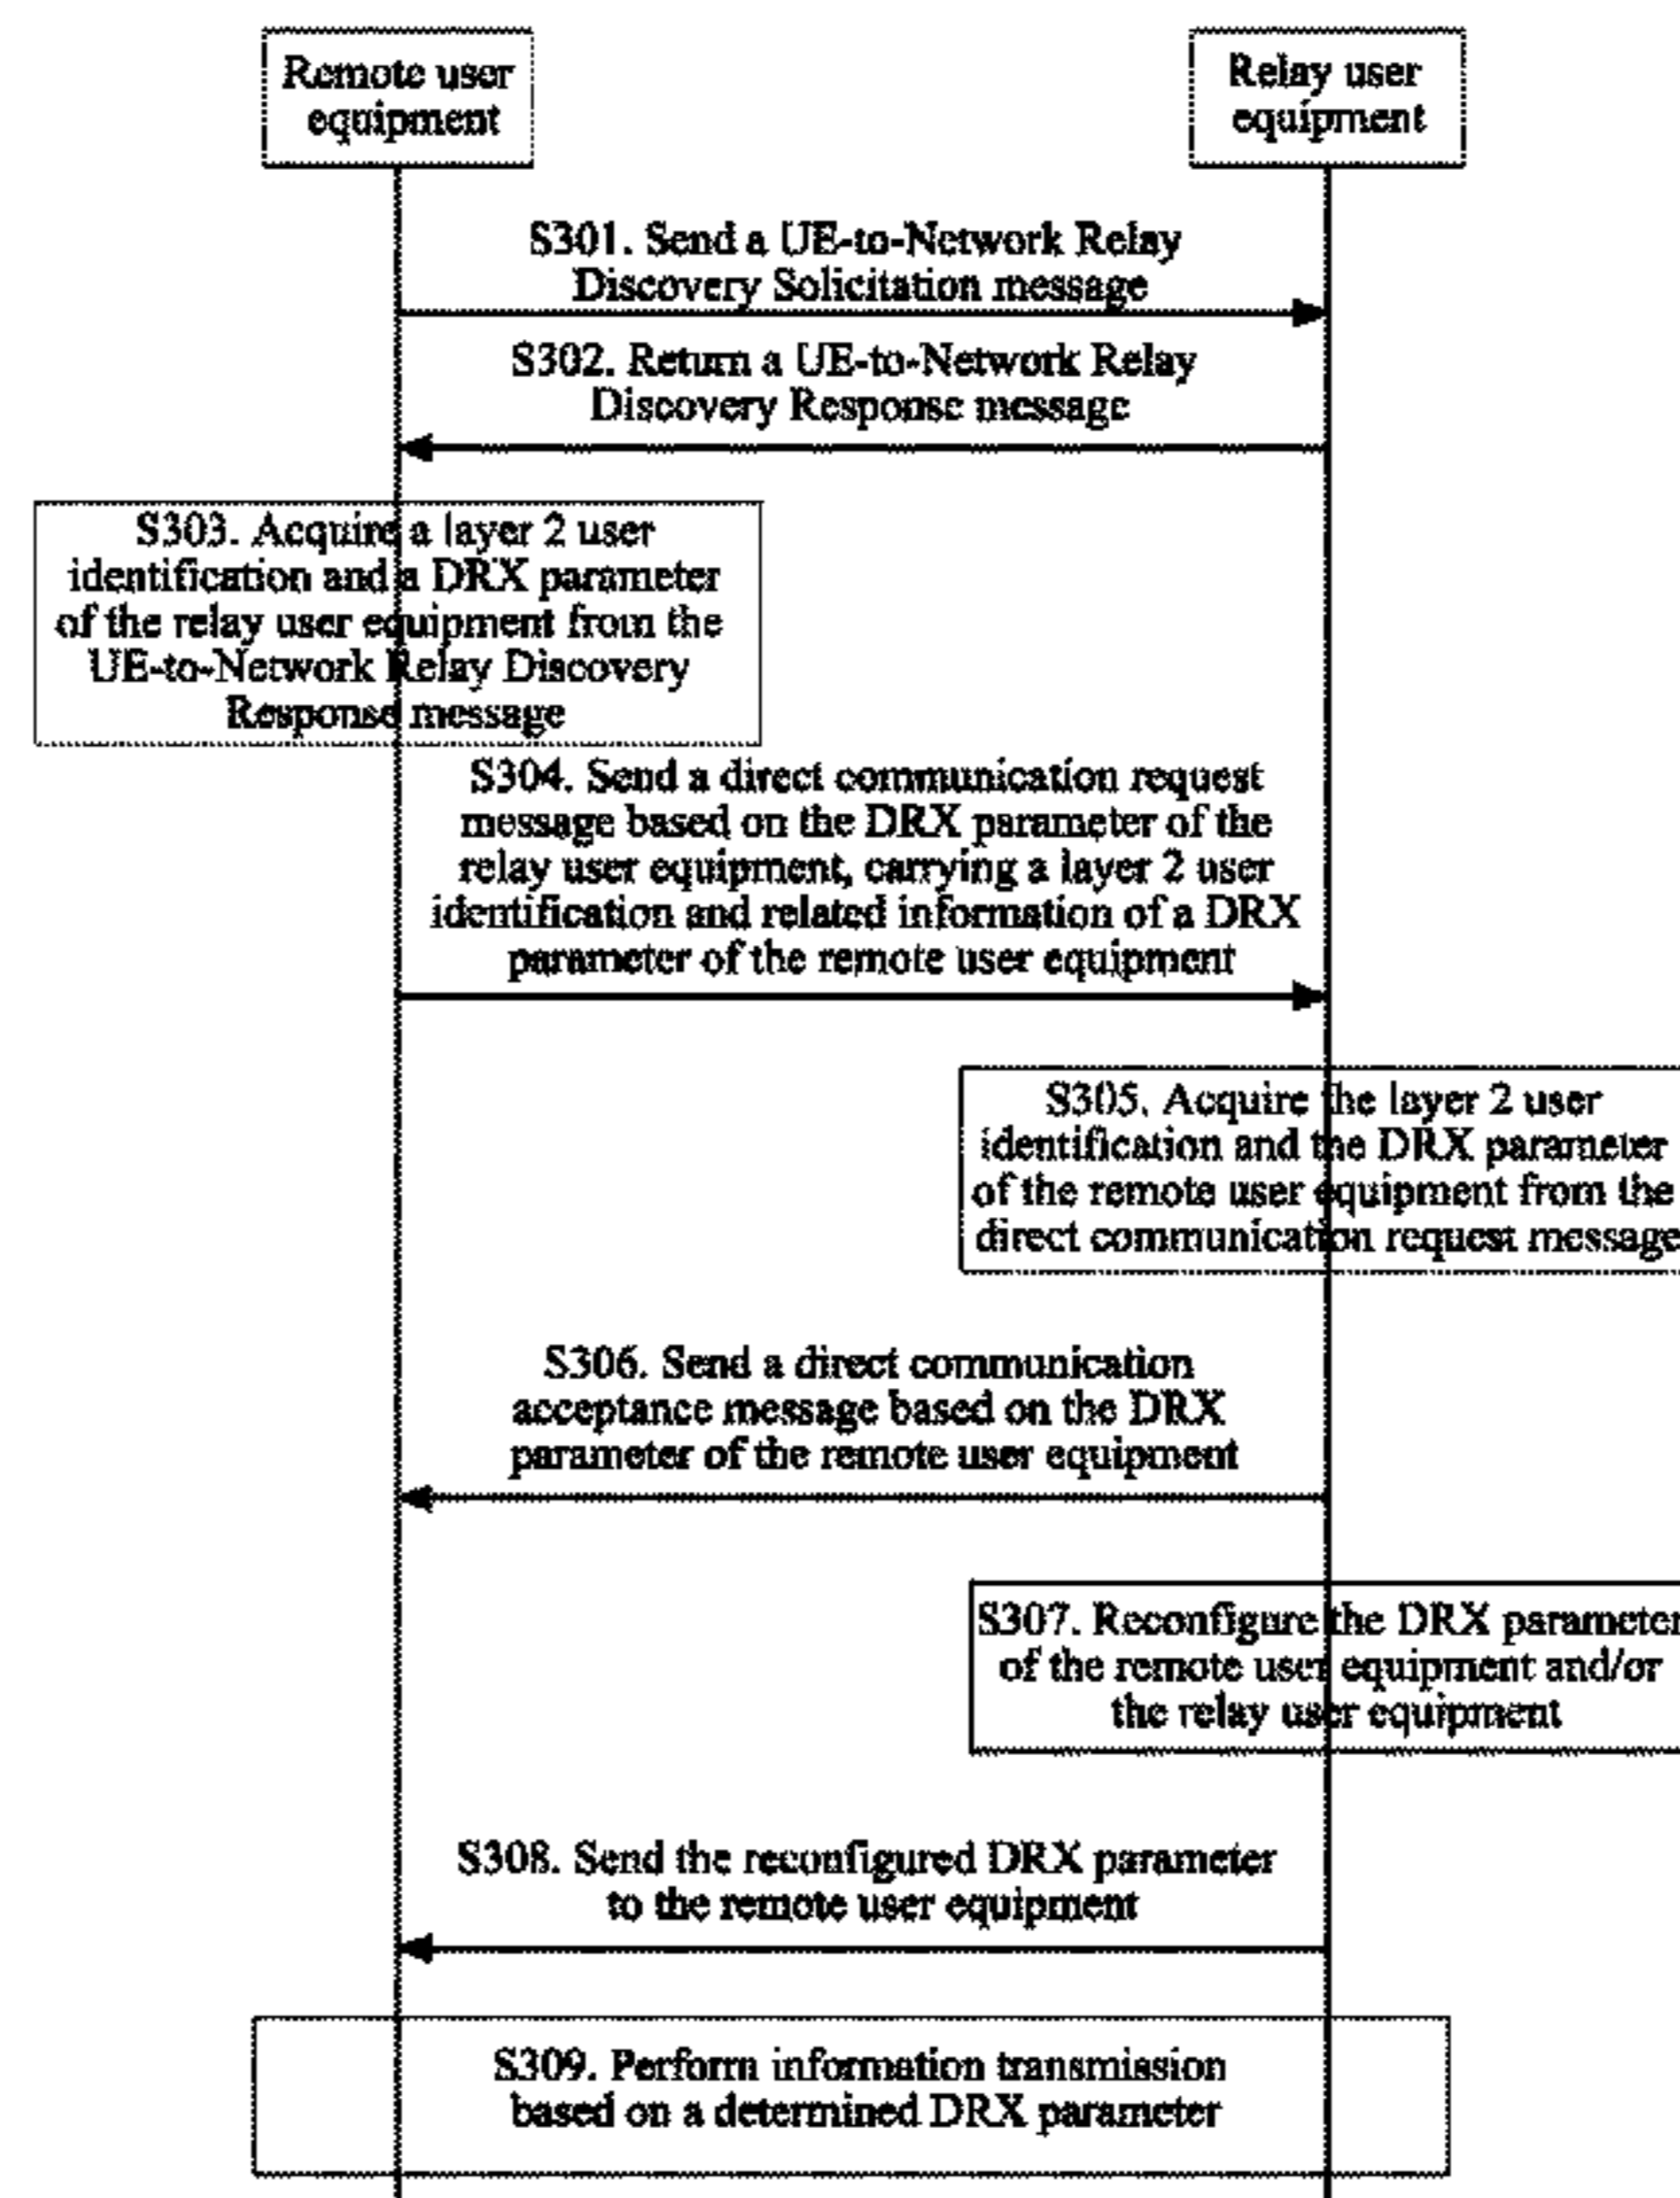 Remote user
equipment
Relay user
equipment
S301. Send a UE-to-Network Relay
Discovery Solicitation message
S302. Return a UE-to-Network Relay
Discovery Response message
S303. Acquire a layer 2 user
identification and a DRX parameter
of the relay user equipment from the
UE-to-Network Relay Discovery
Response message
S304. Send a direct communication request
message based on the DRX parameter of the
relay user equipment, carrying a layer 2 user
identification and related information of a DRX
parameter of the remote user equipment
S305. Acquire the layer 2 user
identification and the DRX parameter
of the remote user equipment from the
direct communication request message
S306. Send a direct communication
acceptance message based on the DRX
parameter of the remote user equipment
S307. Reconfigure the DRX parameter
of the remote user equipment and/or
the relay user equipment
S308. Send the reconfigured DRX parameter
to the remote user equipment
S309. Perform information transmission
based on a determined DRX parameter